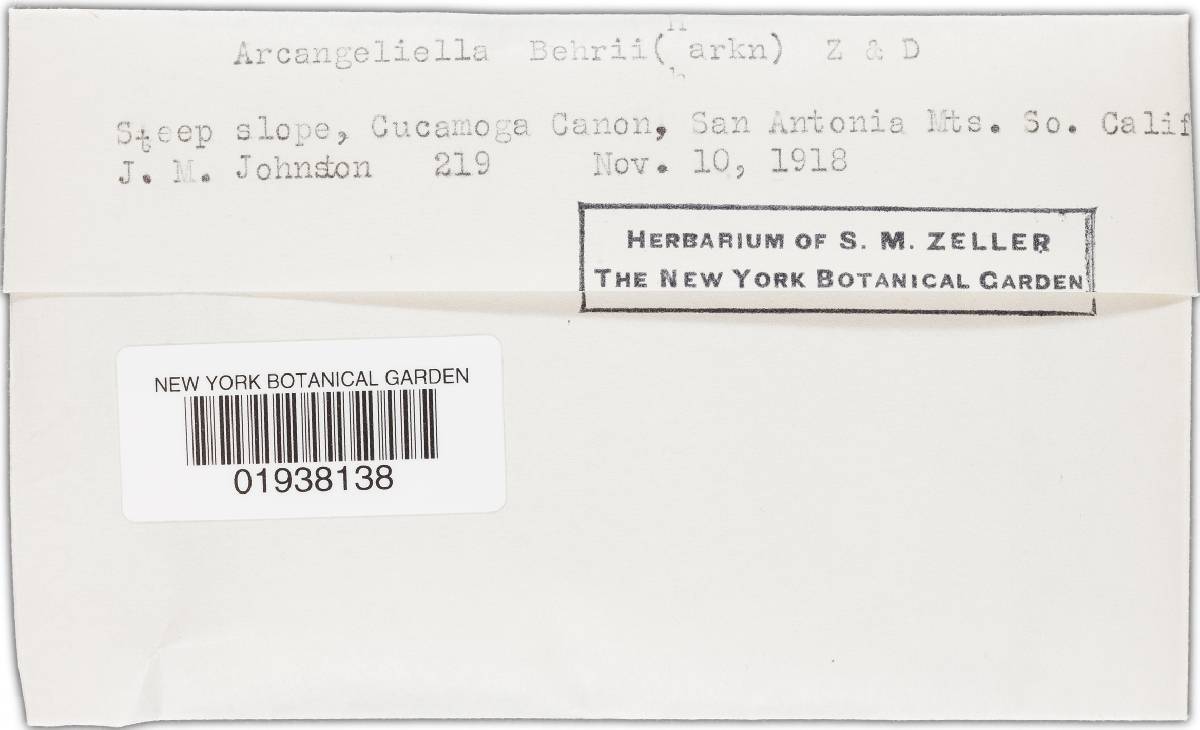 Arcangeliella Behrii(Harkn) Z & D
Steep slope, Cucamoga Canon, San Antonia Mts. So. Calif
J. M. Johnston 219 Nov. 10, 1918
HERBARIUM OF S. M. ZELLER
THE NEW YORK BOTANICAL GARDEN
NEW YORK BOTANICAL GARDEN
01938138